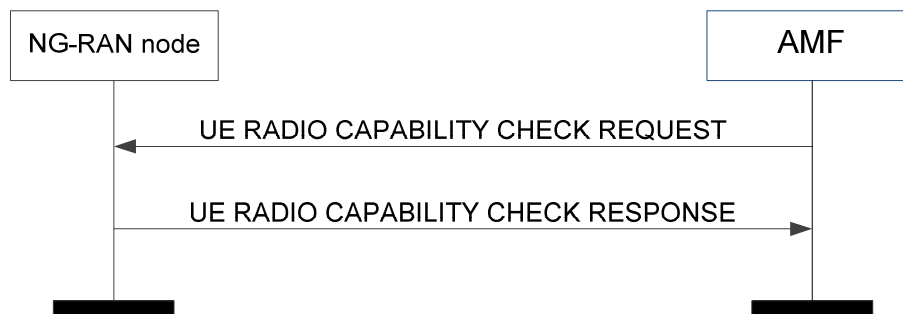 NG-RAN node
AMF
UE RADIO CAPABILITY CHECK REQUEST
UE RADIO CAPABILITY CHECK RESPONSE